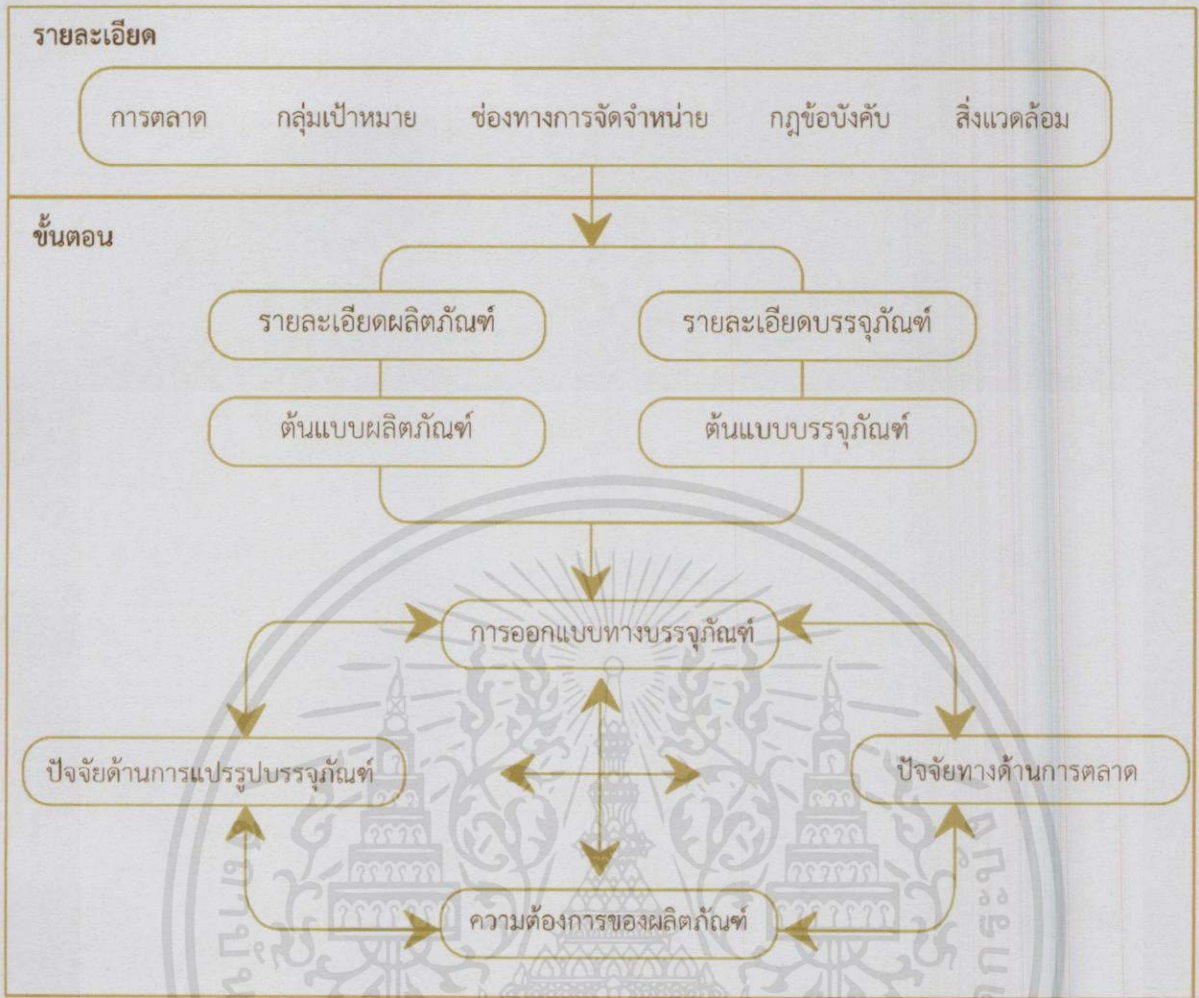 รายละเอียด
การตลาด กลุ่มเป้าหมาย ช่องทางการจัดจำหน่าย กฎข้อบังคับ สิ่งแวดล้อม
ขั้นตอน
รายละเอียดผลิตภัณฑ์ รายละเอียดบรรจุภัณฑ์
ต้นแบบผลิตภัณฑ์ ต้นแบบบรรจุภัณฑ์
การออกแบบทางบรรจุภัณฑ์
ปัจจัยด้านการแปรรูปบรรจุภัณฑ์ ปัจจัยทางด้านการตลาด
ความต้องการของผลิตภัณฑ์